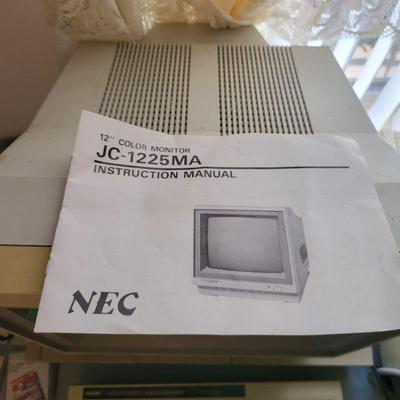 12" COLOR MONITOR
JC-1225MA
INSTRUCTION MANUAL
NEC